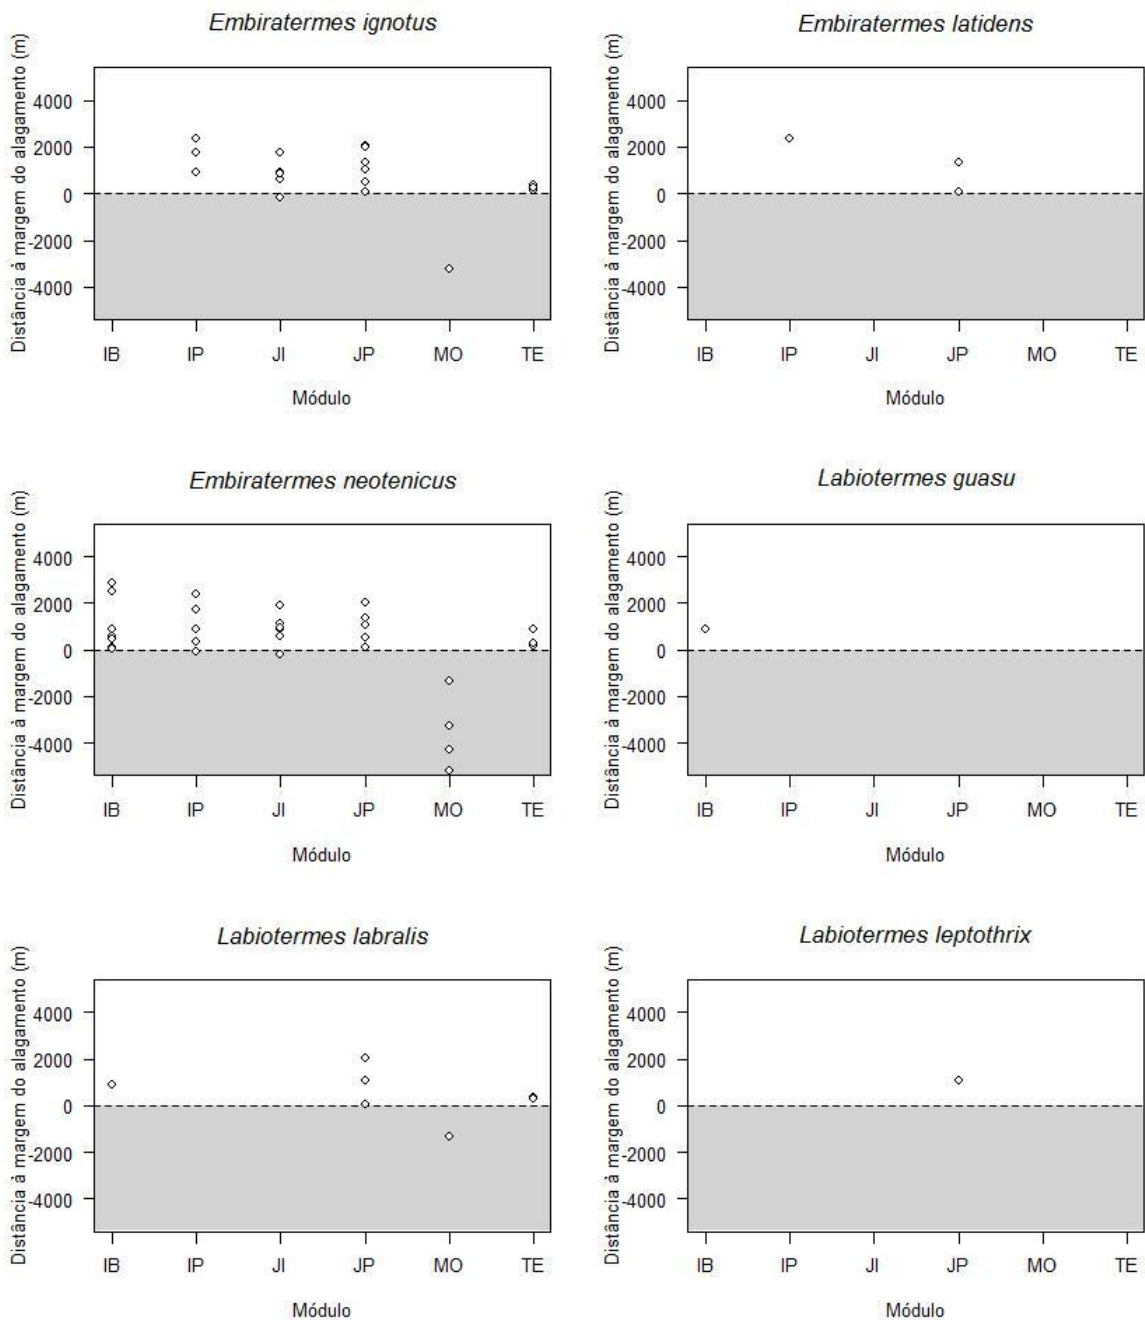 Embiratermes ignotus
Distância à margem do alagamento (m)
4000
2000
0
-2000
-4000
IB IP JI JP MO TE
Módulo
Embiratermes latidens
Distância à margem do alagamento (m)
4000
2000
0
-2000
-4000
IB IP JI JP MO TE
Módulo
Embiratermes neotenicus
Distância à margem do alagamento (m)
4000
2000
0
-2000
-4000
IB IP JI JP MO TE
Módulo
Labiotermes guasu
Distância à margem do alagamento (m)
4000
2000
0
-2000
-4000
IB IP JI JP MO TE
Módulo
Labiotermes labralis
Distância à margem do alagamento (m)
4000
2000
0
-2000
-4000
IB IP JI JP MO TE
Módulo
Labiotermes leptothrix
Distância à margem do alagamento (m)
4000
2000
0
-2000
-4000
IB IP JI JP MO TE
Módulo